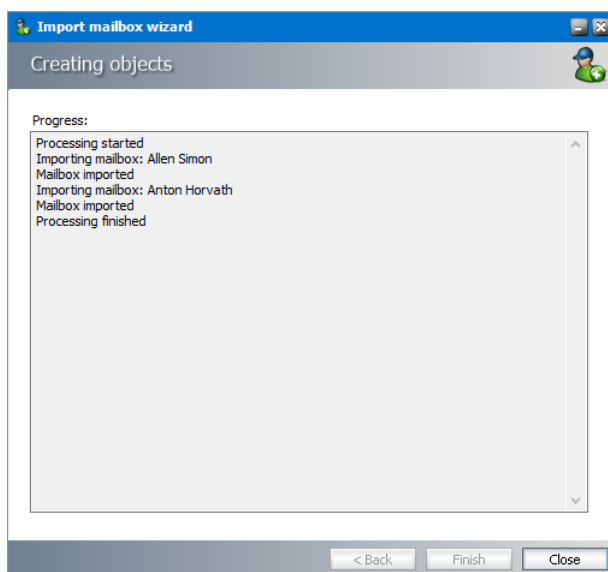 Import mailbox wizard
Creating objects
Progress:
Processing started
Importing mailbox: Allen Simon
Mailbox imported
Importing mailbox: Anton Horvath
Mailbox imported
Processing finished
< Back Finish Close